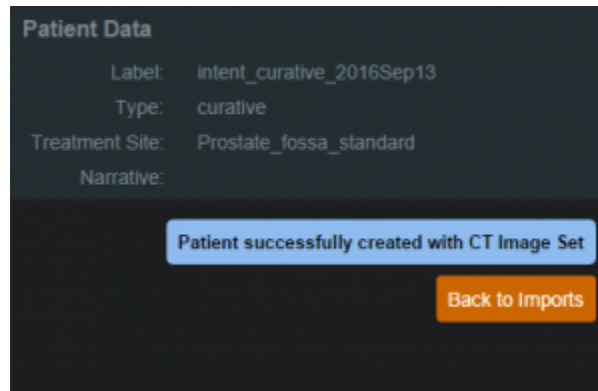 Patient Data
Label: intent_curative_2016Sep13
Type: curative
Treatment Site: Prostate_fossa_standard
Narrative:
Patient successfully created with CT Image Set
Back to Imports